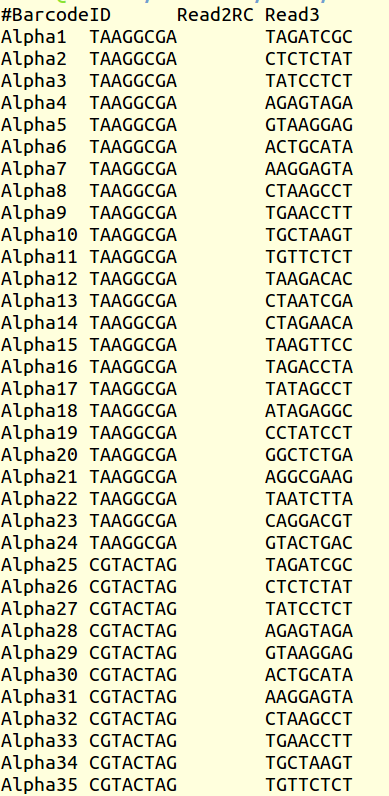 #BarcodeID Read2RC Read3
Alpha1 TAAGGCGA TAGATCGC
Alpha2 TAAGGCGA CTCTCTAT
Alpha3 TAAGGCGA TATCCTCT
Alpha4 TAAGGCGA AGAGTAGA
Alpha5 TAAGGCGA GTAAGGAG
Alpha6 TAAGGCGA ACTGCATA
Alpha7 TAAGGCGA AAGGAGTA
Alpha8 TAAGGCGA CTAAGCCT
Alpha9 TAAGGCGA TGAACCTT
Alpha10 TAAGGCGA TGCTAAGT
Alpha11 TAAGGCGA TGTTCTCT
Alpha12 TAAGGCGA TAAGACAC
Alpha13 TAAGGCGA CTAATCGA
Alpha14 TAAGGCGA CTAGAACA
Alpha15 TAAGGCGA TAAGTTCC
Alpha16 TAAGGCGA TAGACCTA
Alpha17 TAAGGCGA TATAGCCT
Alpha18 TAAGGCGA ATAGAGGC
Alpha19 TAAGGCGA CCTATCCT
Alpha20 TAAGGCGA GGCTCTGA
Alpha21 TAAGGCGA AGGCGAAG
Alpha22 TAAGGCGA TAATCTTA
Alpha23 TAAGGCGA CAGGACGT
Alpha24 TAAGGCGA GTACTGAC
Alpha25 CGTACTAG TAGATCGC
Alpha26 CGTACTAG CTCTCTAT
Alpha27 CGTACTAG TATCCTCT
Alpha28 CGTACTAG AGAGTAGA
Alpha29 CGTACTAG GTAAGGAG
Alpha30 CGTACTAG ACTGCATA
Alpha31 CGTACTAG AAGGAGTA
Alpha32 CGTACTAG CTAAGCCT
Alpha33 CGTACTAG TGAACCTT
Alpha34 CGTACTAG TGCTAAGT
Alpha35 CGTACTAG TGTTCTCT